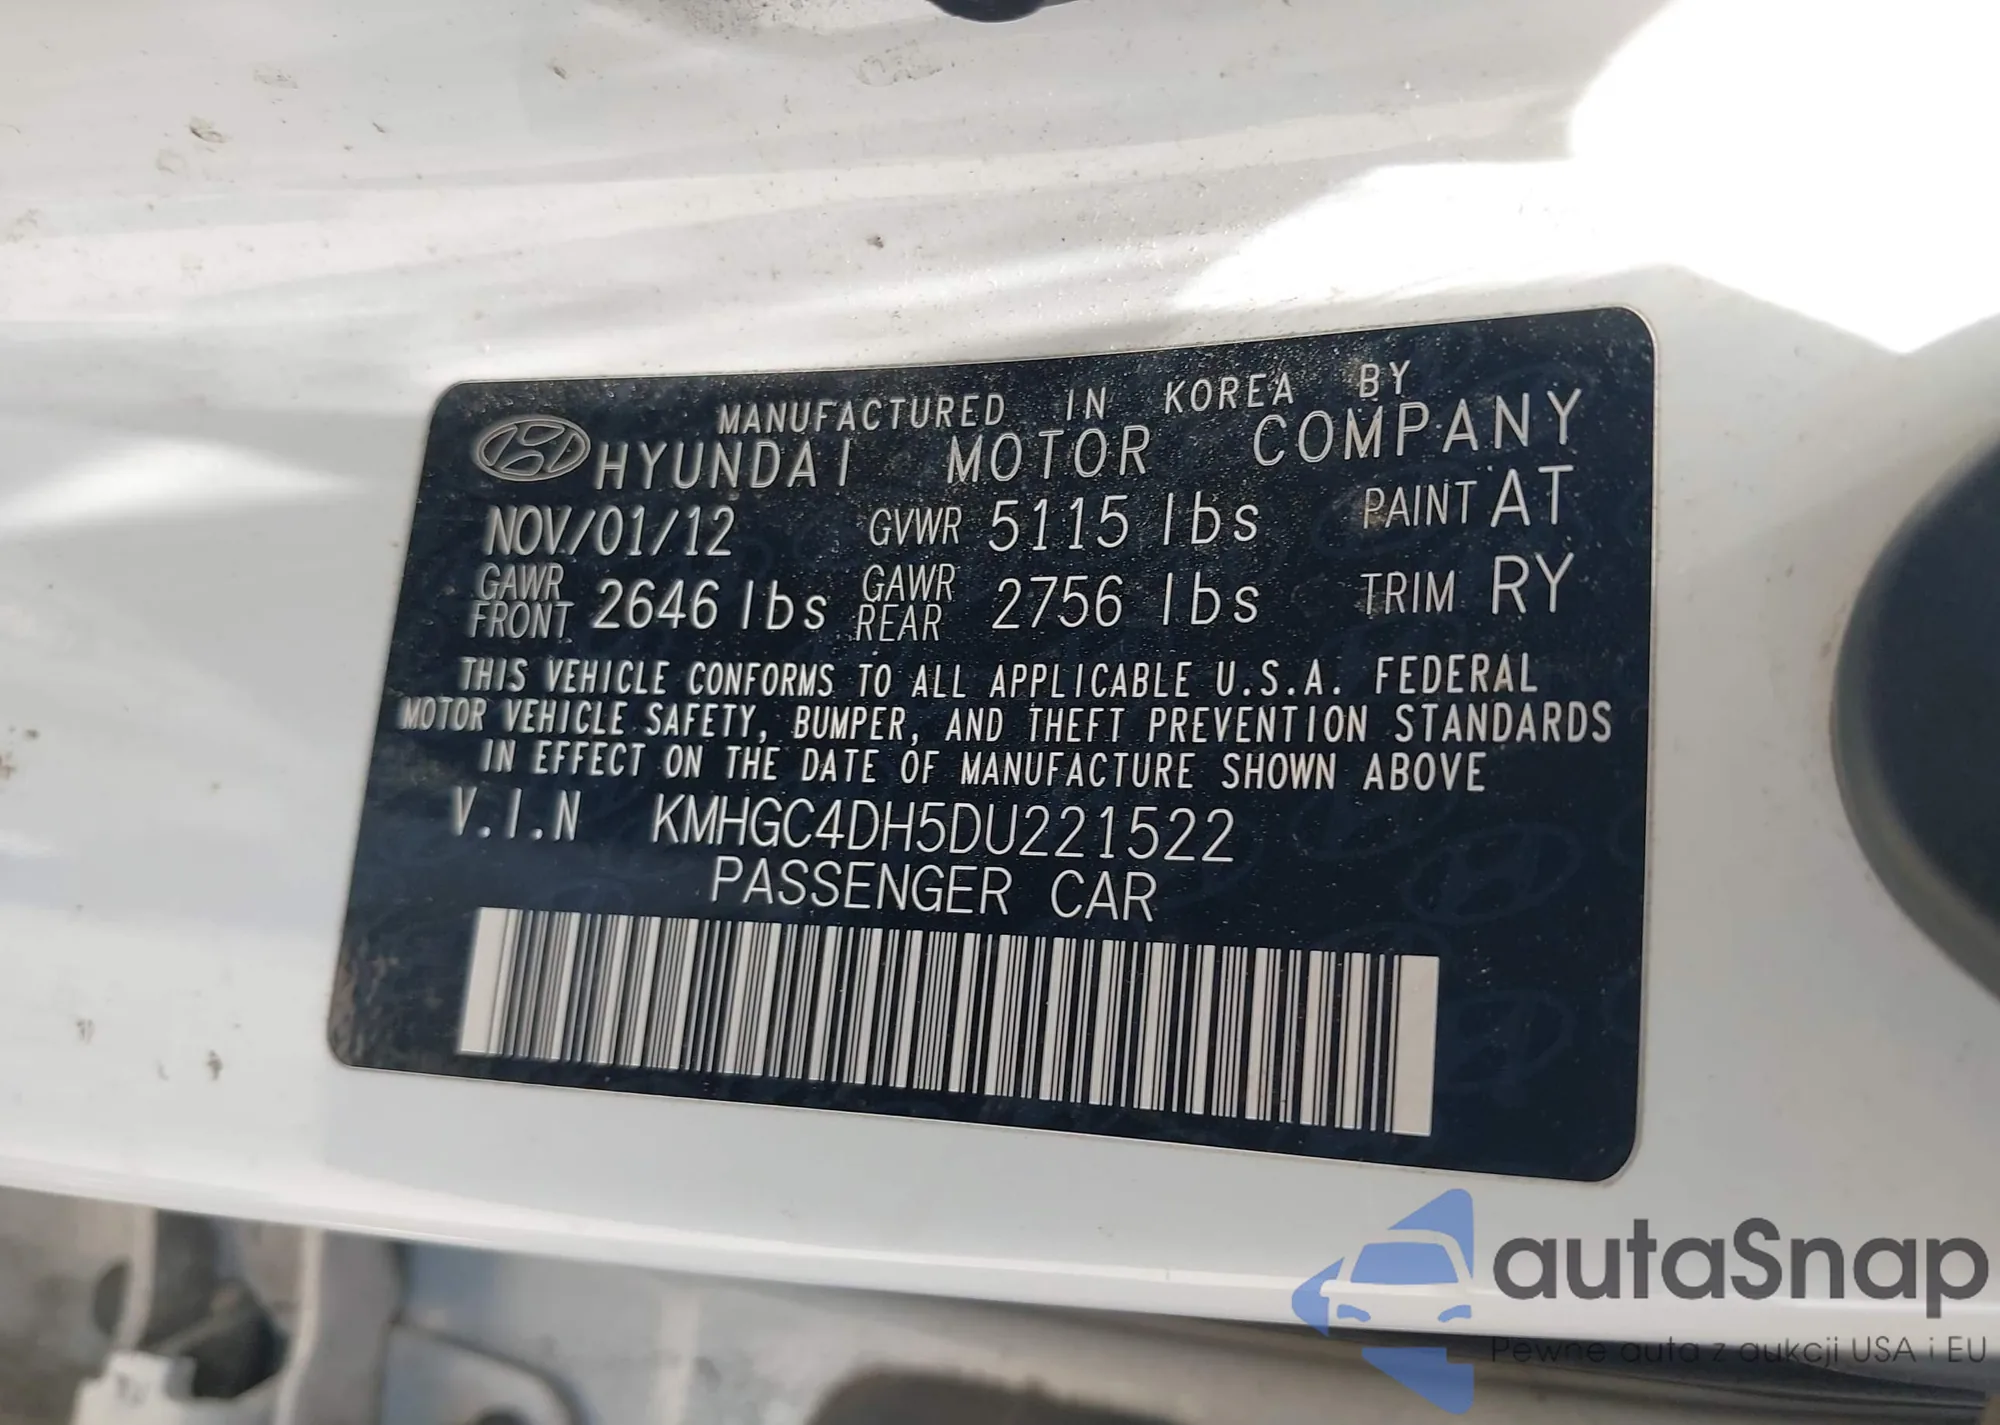 MANUFACTURED IN KOREA BY
HYUNDAI MOTOR COMPANY
NOV/01/12 GVWR 5115 lbs PAINT AT
GAWR FRONT 2646 lbs GAWR REAR 2756 lbs TRIM RY
THIS VEHICLE CONFORMS TO ALL APPLICABLE U.S.A. FEDERAL
MOTOR VEHICLE SAFETY, BUMPER, AND THEFT PREVENTION STANDARDS
IN EFFECT ON THE DATE OF MANUFACTURE SHOWN ABOVE
V.I.N KMHGC4DH5DU221522
PASSENGER CAR
autaSnap
Pewne auta z aukcji USA i EU